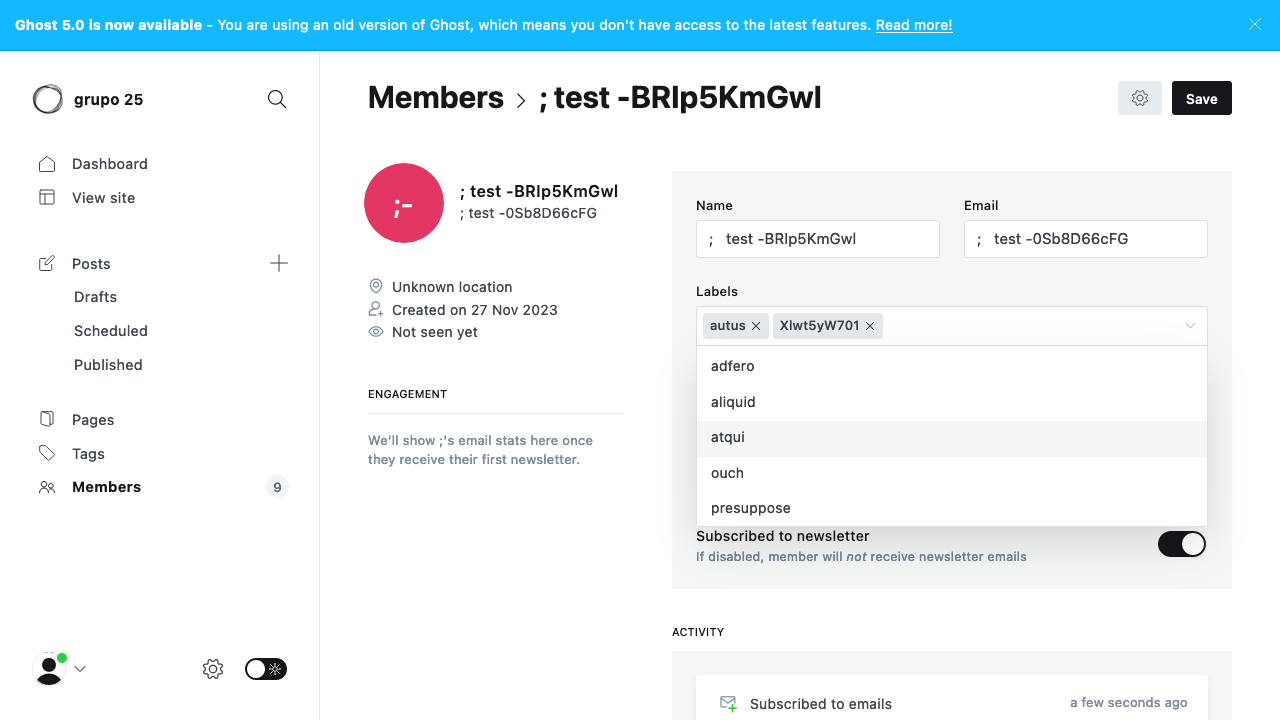 Ghost 5.0 is now available - You are using an old version of Ghost, which means you don't have access to the latest features. Read more!
grupo 25
Dashboard
View site
Posts
Drafts
Scheduled
Published
Pages
Tags
Members
9
Members
; test -BRIp5KmGwl
Save
;-
; test -BRIp5KmGwl
; test -0Sb8D66cFG
Unknown location
Created on 27 Nov 2023
Not seen yet
ENGAGEMENT
We'll show ;'s email stats here once
they receive their first newsletter.
Name
Email
; test -BRIp5KmGwl
; test -0Sb8D66cFG
Labels
autus
Xlwt5yW701
adfero
aliquid
atqui
ouch
presuppose
Subscribed to newsletter
If disabled, member will not receive newsletter emails
ACTIVITY
Subscribed to emails
a few seconds ago